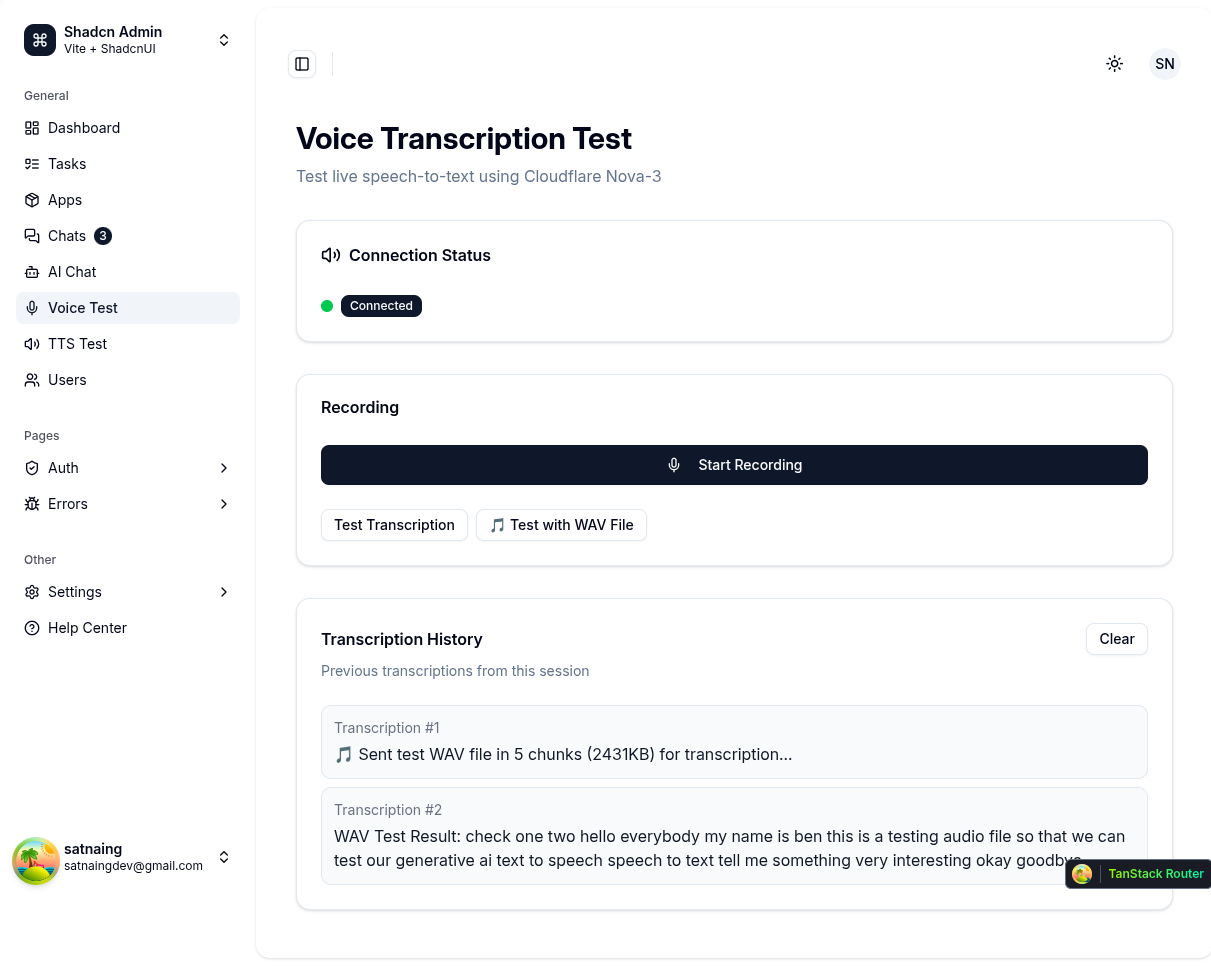 Shadcn Admin
Vite + ShadcnUI
General
Dashboard
Tasks
Apps
Chats 3
AI Chat
Voice Test
TTS Test
Users
Pages
Auth
Errors
Other
Settings
Help Center
satnaing
satnaingdev@gmail.com
SN
Voice Transcription Test
Test live speech-to-text using Cloudflare Nova-3
Connection Status
Connected
Recording
Start Recording
Test Transcription
🎵 Test with WAV File
Transcription History
Clear
Previous transcriptions from this session
Transcription #1
🎵 Sent test WAV file in 5 chunks (2431KB) for transcription...
Transcription #2
WAV Test Result: check one two hello everybody my name is ben this is a testing audio file so that we can
test our generative ai text to speech speech to text tell me something very interesting okay goodbye
TanStack Router